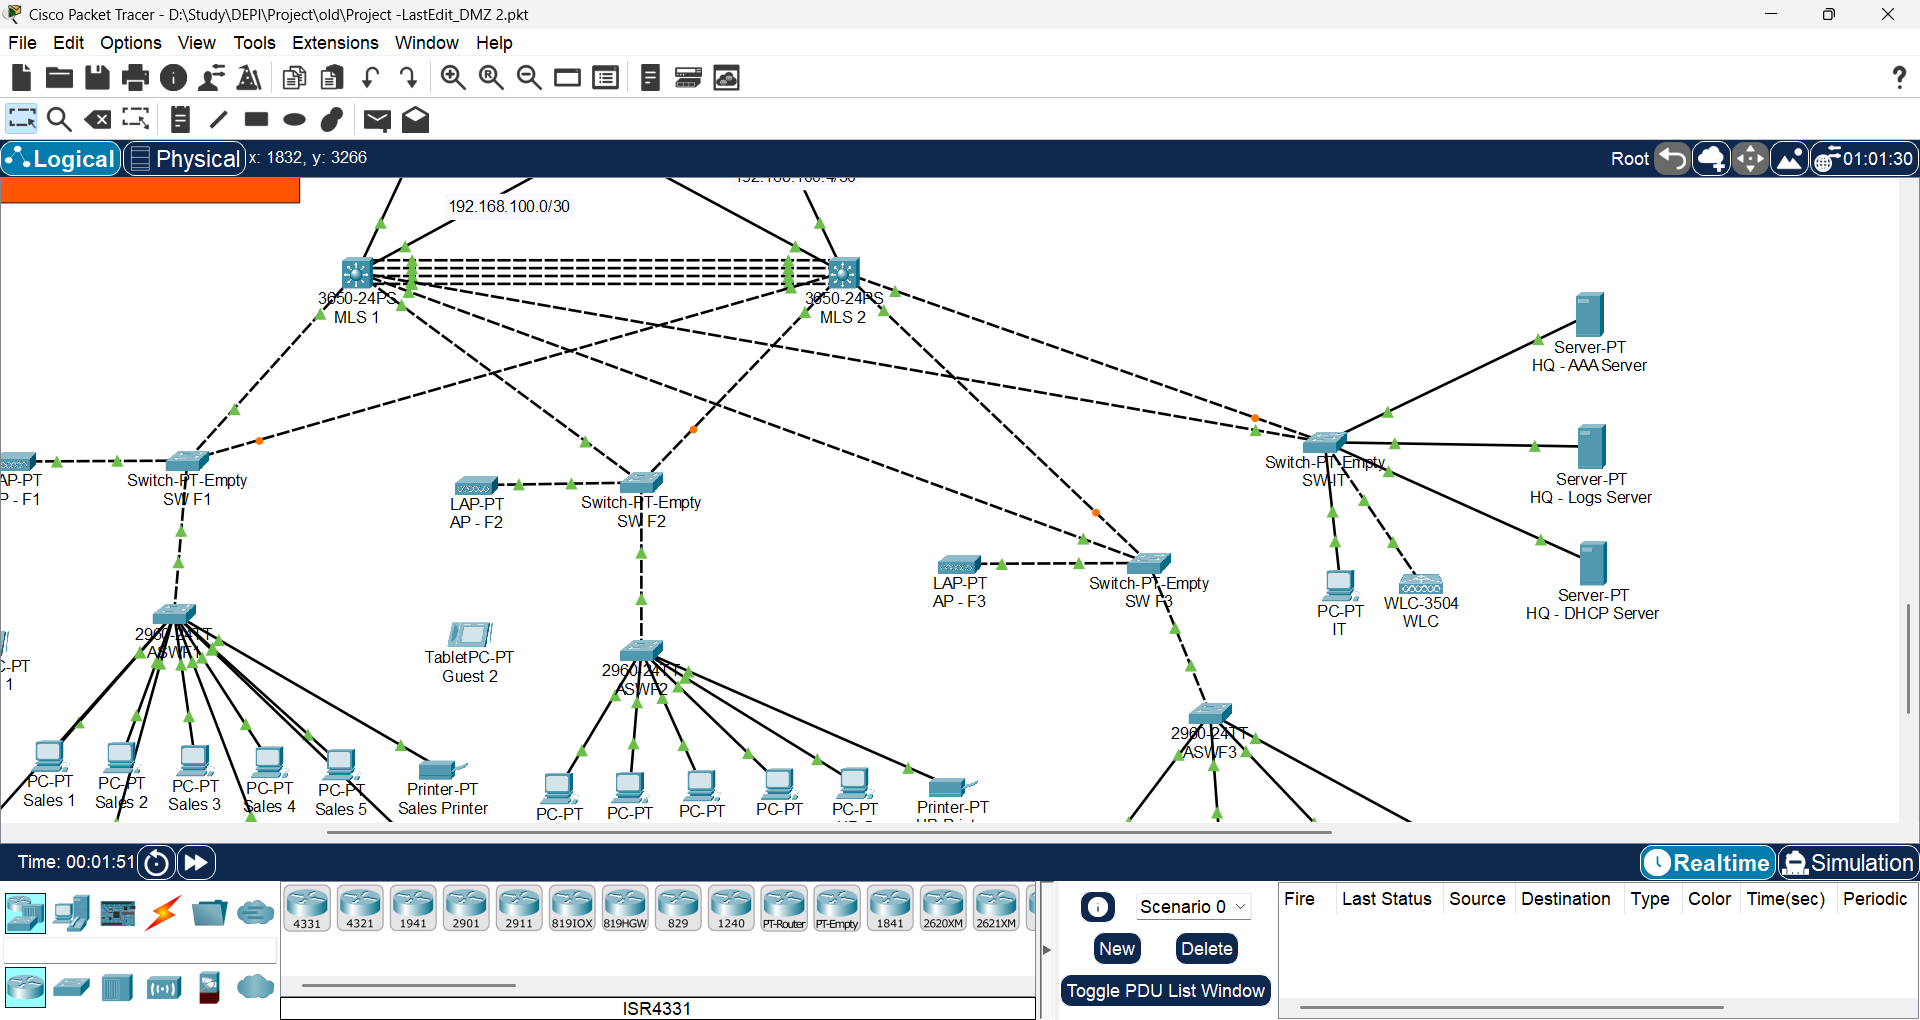 Cisco Packet Tracer - D:\Study\DEPI\Project\old\Project -LastEdit_DMZ 2.pkt
File Edit Options View Tools Extensions Window Help
Logical Physical x: 1832, y: 3266
Root 01:01:30
192.168.100.0/30
192.168.100.4/30
3650-24PS
MLS 1
3650-24PS
MLS 2
Server-PT
HQ - AAA Server
Switch-PT-Empty
SW-IT
Server-PT
HQ - Logs Server
AP-PT
P - F1
Switch-PT-Empty
SW F1
LAP-PT
AP - F2
Switch-PT-Empty
SW F2
LAP-PT
AP - F3
Switch-PT-Empty
SW F3
PC-PT
IT
WLC-3504
WLC
Server-PT
HQ - DHCP Server
2960-24TT
ASWF1
C-PT
1
TabletPC-PT
Guest 2
2960-24TT
ASWF2
2960-24TT
ASWF3
PC-PT
Sales 1
PC-PT
Sales 2
PC-PT
Sales 3
PC-PT
Sales 4
PC-PT
Sales 5
Printer-PT
Sales Printer
PC-PT
PC-PT
PC-PT
PC-PT
PC-PT
Printer-PT
Time: 00:01:51
Realtime Simulation
4331 4321 1941 2901 2911 819IOX 819HGW 829 1240 PT-Router PT-Empty 1841 2620XM 2621XM
ISR4331
Scenario 0
New Delete
Toggle PDU List Window
Fire Last Status Source Destination Type Color Time(sec) Periodic